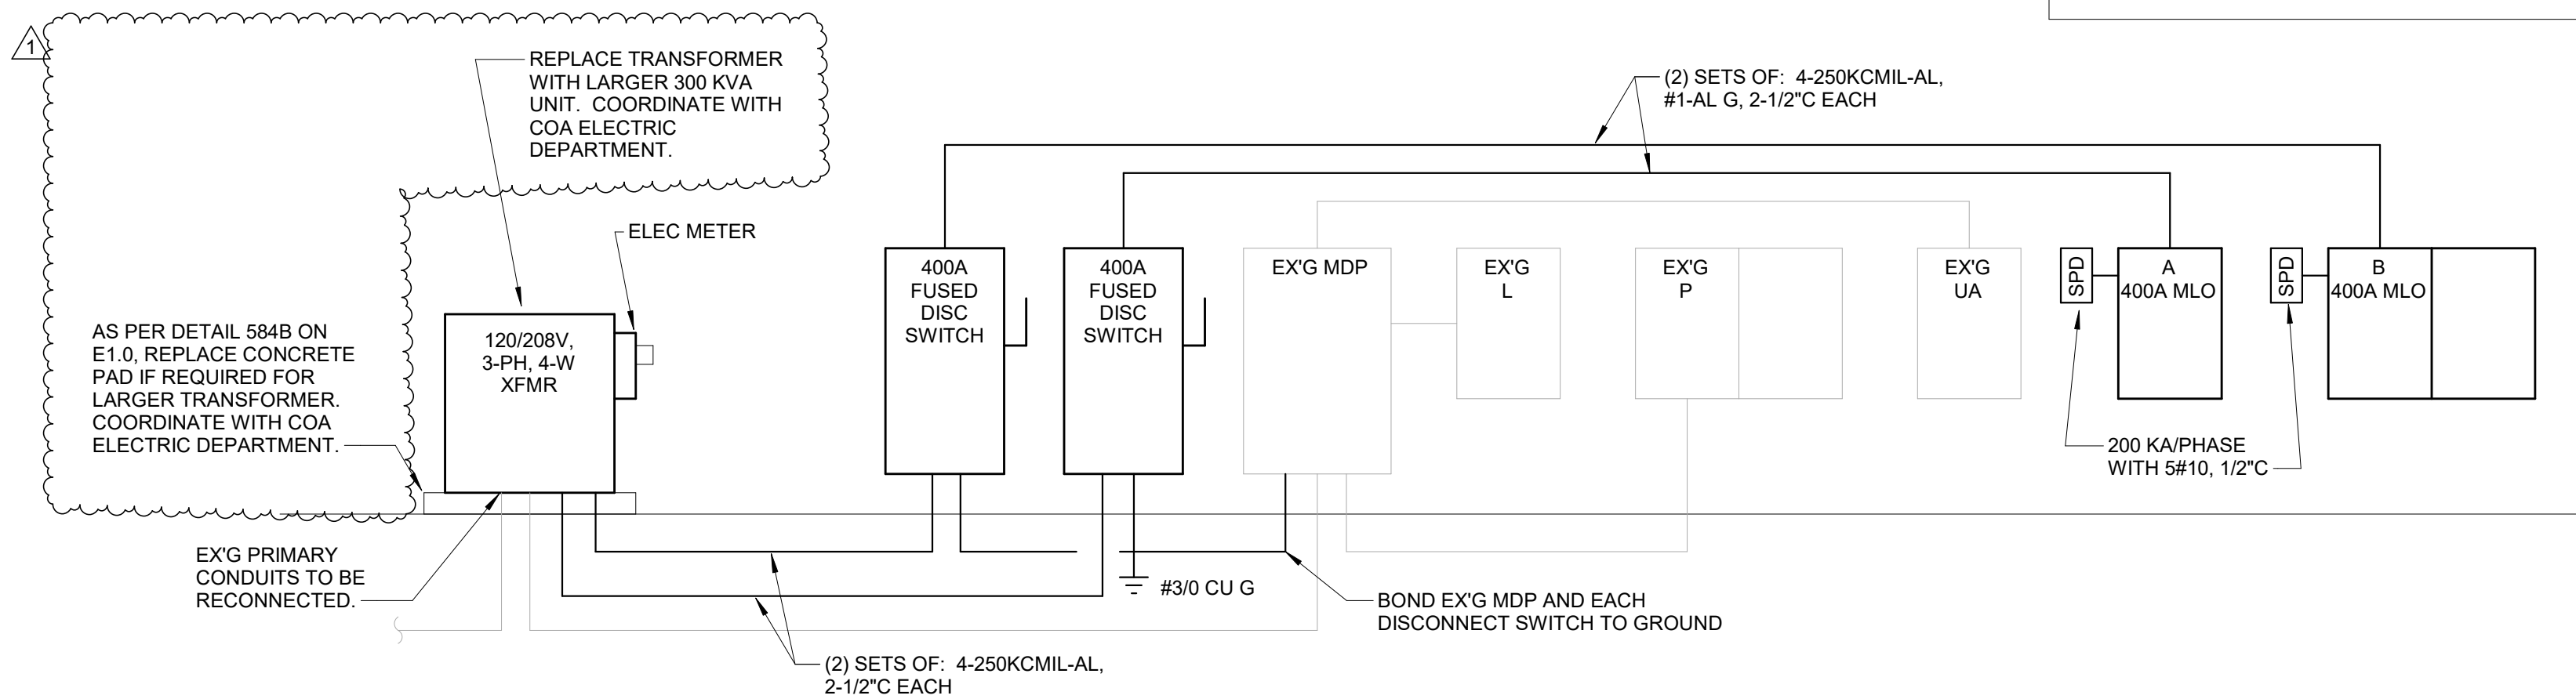 1
REPLACE TRANSFORMER
WITH LARGER 300 KVA
UNIT.  COORDINATE WITH
COA ELECTRIC
DEPARTMENT.
(2) SETS OF:  4-250KCMIL-AL,
#1-AL G, 2-1/2"C EACH
ELEC METER
AS PER DETAIL 584B ON
E1.0, REPLACE CONCRETE
PAD IF REQUIRED FOR
LARGER TRANSFORMER.
COORDINATE WITH COA
ELECTRIC DEPARTMENT.
120/208V,
3-PH, 4-W
XFMR
400A
FUSED
DISC
SWITCH
400A
FUSED
DISC
SWITCH
EX'G MDP
EX'G
L
EX'G
P
EX'G
UA
SPD
A
400A MLO
SPD
B
400A MLO
200 KA/PHASE
WITH 5#10, 1/2"C
EX'G PRIMARY
CONDUITS TO BE
RECONNECTED.
#3/0 CU G
BOND EX'G MDP AND EACH
DISCONNECT SWITCH TO GROUND
(2) SETS OF:  4-250KCMIL-AL,
2-1/2"C EACH